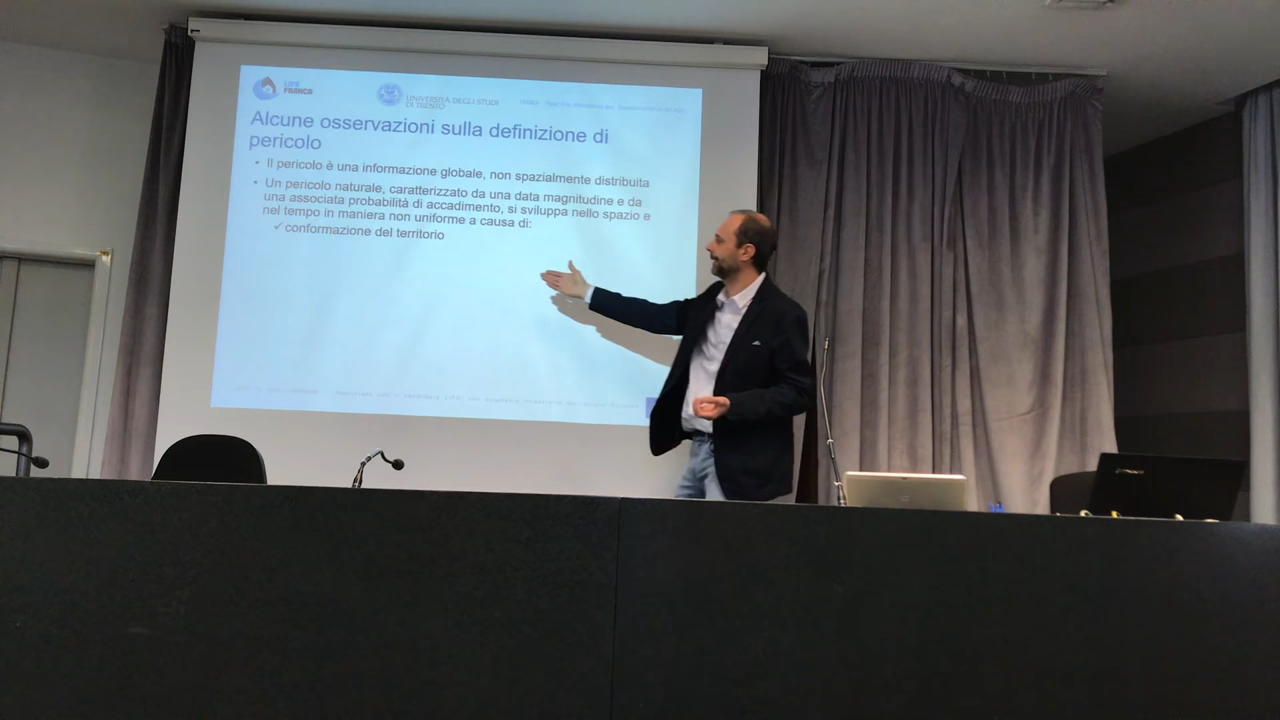 LIFE
FRANCA
UNIVERSITÀ DEGLI STUDI
DI TRENTO
Alcune osservazioni sulla definizione di
pericolo
• Il pericolo è una informazione globale, non spazialmente distribuita
• Un pericolo naturale, caratterizzato da una data magnitudine e da
una associata probabilità di accadimento, si sviluppa nello spazio e
nel tempo in maniera non uniforme a causa di:
✓ conformazione del territorio